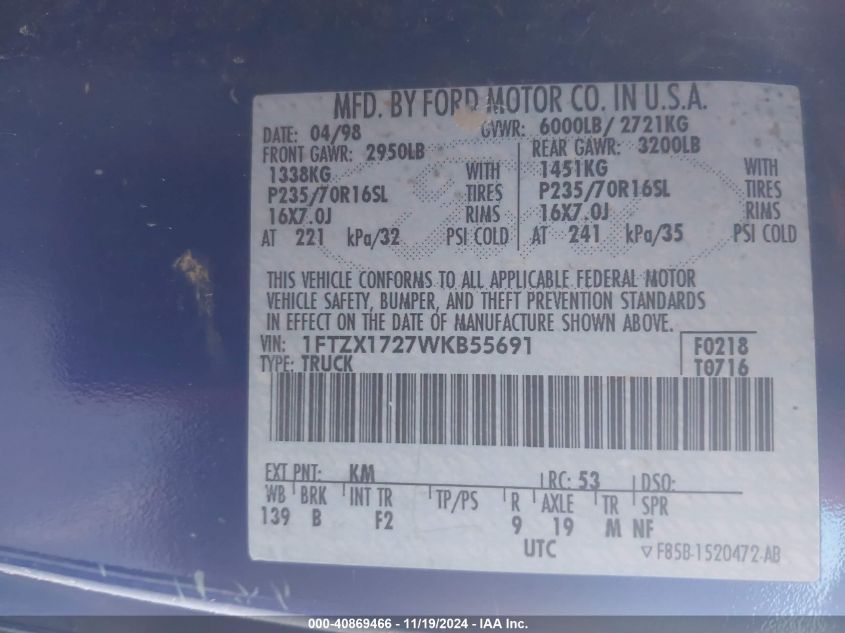 MFD. BY FORD MOTOR CO. IN U.S.A.
DATE: 04/98 GVWR: 6000LB/ 2721KG
FRONT GAWR: 2950LB REAR GAWR: 3200LB
1338KG WITH 1451KG WITH
P235/70R16SL TIRES P235/70R16SL TIRES
16X7.0J RIMS 16X7.0J RIMS
AT 221 kPa/32 PSI COLD AT 241 kPa/35 PSI COLD
THIS VEHICLE CONFORMS TO ALL APPLICABLE FEDERAL MOTOR
VEHICLE SAFETY, BUMPER, AND THEFT PREVENTION STANDARDS
IN EFFECT ON THE DATE OF MANUFACTURE SHOWN ABOVE.
VIN: 1FTZX1727WKB55691 F0218
TYPE: TRUCK T0716
EXT PNT: KM RC: 53 DSO:
WB BRK INT TR TP/PS R AXLE TR SPR
139 B F2 9 19 M NF
UTC ▽ F85B-1520472-AB
000-40869466 - 11/19/2024 - IAA Inc.